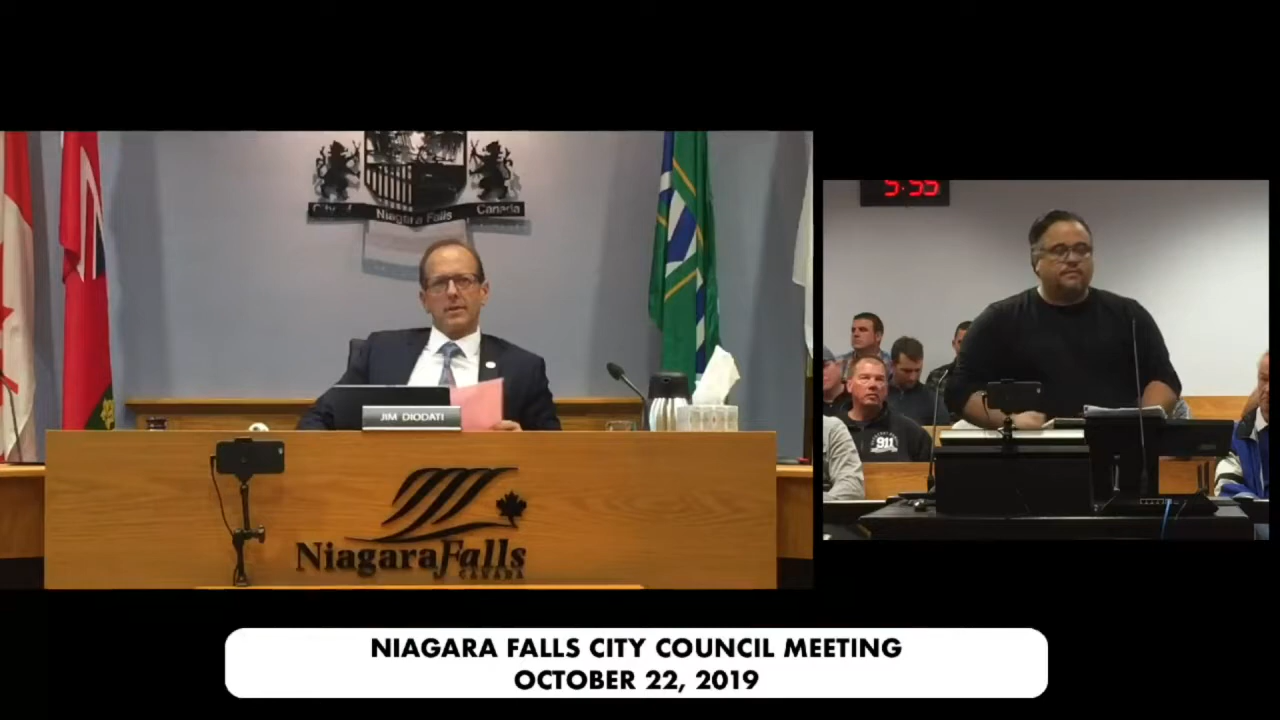 City of Niagara Falls Canada
5:55
JIM DIODATI
911
NiagaraFalls
CANADA
NIAGARA FALLS CITY COUNCIL MEETING
OCTOBER 22, 2019